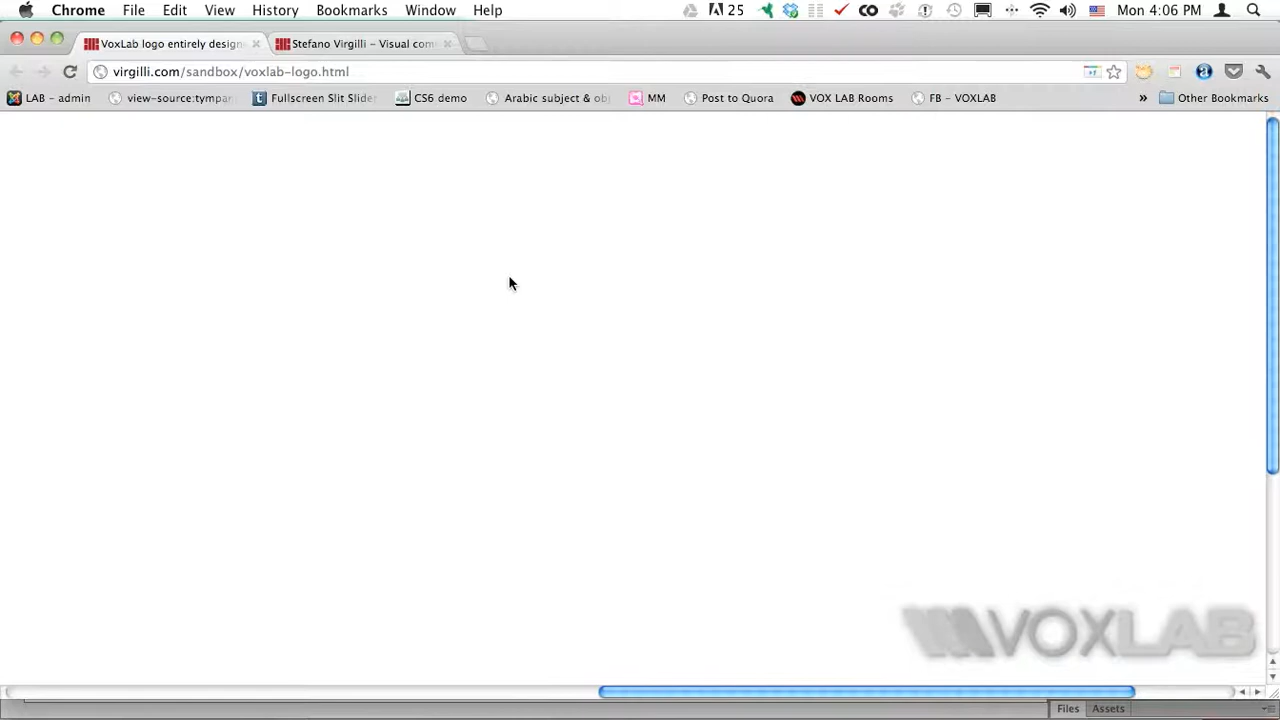 Chrome File Edit View History Bookmarks Window Help 25 Mon 4:06 PM
VoxLab logo entirely design Stefano Virgilli – Visual com
virgilli.com/sandbox/voxlab-logo.html +1
LAB – admin view-source:tympar Fullscreen Slit Slide CS6 demo Arabic subject & obj MM Post to Quora VOX LAB Rooms FB – VOXLAB » Other Bookmarks
VOXLAB
Files Assets